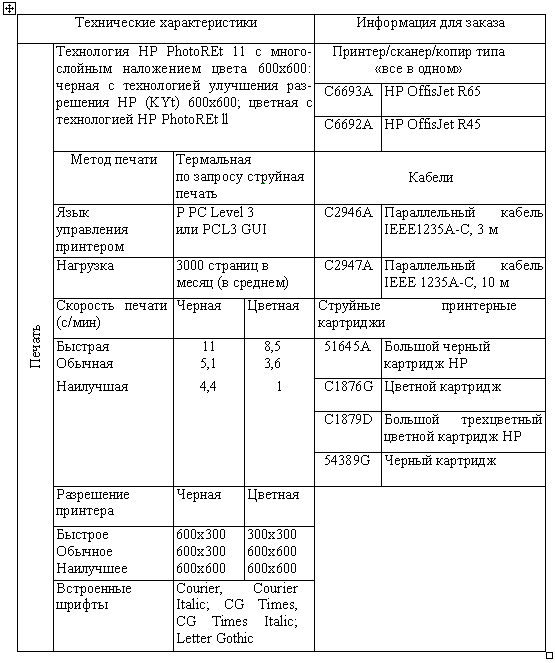 Технические характеристики
Информация для заказа
Печать
Технология HP PhotoREt 11 с много-
слойным наложением цвета 600x600:
черная с технологией улучшения раз-
решения HP (KYt) 600x600; цветная с
технологией HP PhotoREt ll
Принтер/сканер/копир типа
«все в одном»
C6693A HP OffisJet R65
C6692A HP OffisJet R45
Метод печати
Термальная
по запросу струйная
печать
Кабели
Язык
управления
принтером
P PC Level 3
или PCL3 GUI
C2946A Параллельный кабель
IEEE1235A-C, 3 м
Нагрузка
3000 страниц в
месяц (в среднем)
C2947A Параллельный кабель
IEEE 1235A-C, 10 м
Скорость печати
(с/мин)
Черная Цветная
Струйные принтерные
картриджи
Быстрая 11 8,5
Обычная 5,1 3,6
Наилучшая 4,4 1
51645A Большой черный
картридж HP
C1876G Цветной картридж
C1879D Большой трехцветный
цветной картридж HP
54389G Черный картридж
Разрешение
принтера
Черная Цветная
Быстрое 600x300 300x300
Обычное 600x300 600x600
Наилучшее 600x600 600x600
Встроенные
шрифты
Courier, Courier
Italic; CG Times,
CG Times Italic;
Letter Gothic